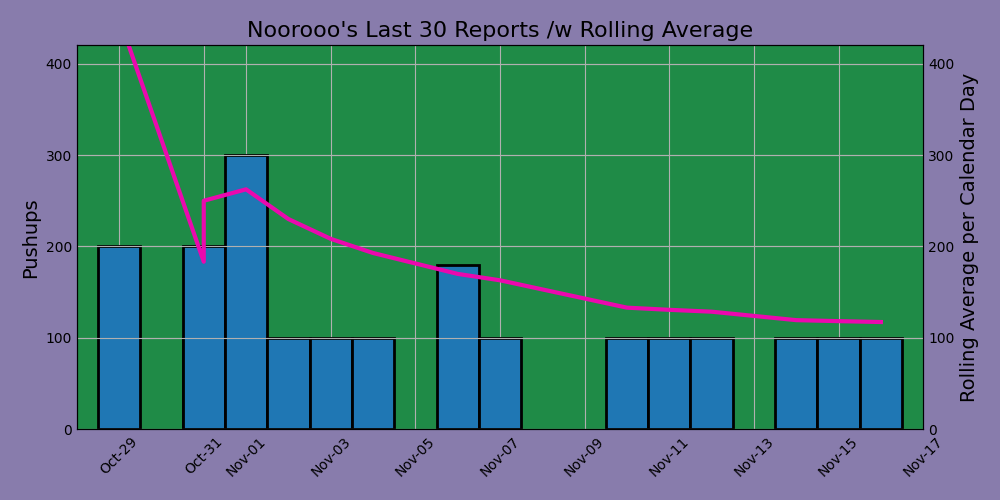 Noorooo's Last 30 Reports /w Rolling Average
Pushups
400
300
200
100
0
400
300
200
100
0
Rolling Average per Calendar Day
Oct-29
Oct-31
Nov-01
Nov-03
Nov-05
Nov-07
Nov-09
Nov-11
Nov-13
Nov-15
Nov-17